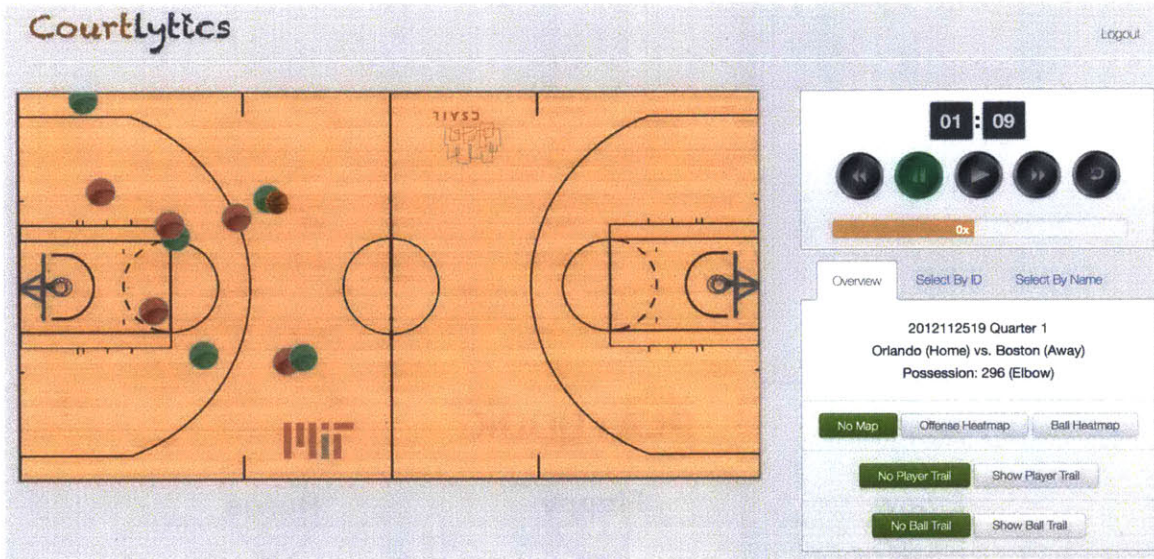 Courtlytics
Logout
CSAIL
01 : 09
0x
Overview Select By ID Select By Name
2012112519 Quarter 1
Orlando (Home) vs. Boston (Away)
Possession: 296 (Elbow)
No Map Offense Heatmap Ball Heatmap
No Player Trail Show Player Trail
No Ball Trail Show Ball Trail
MIT